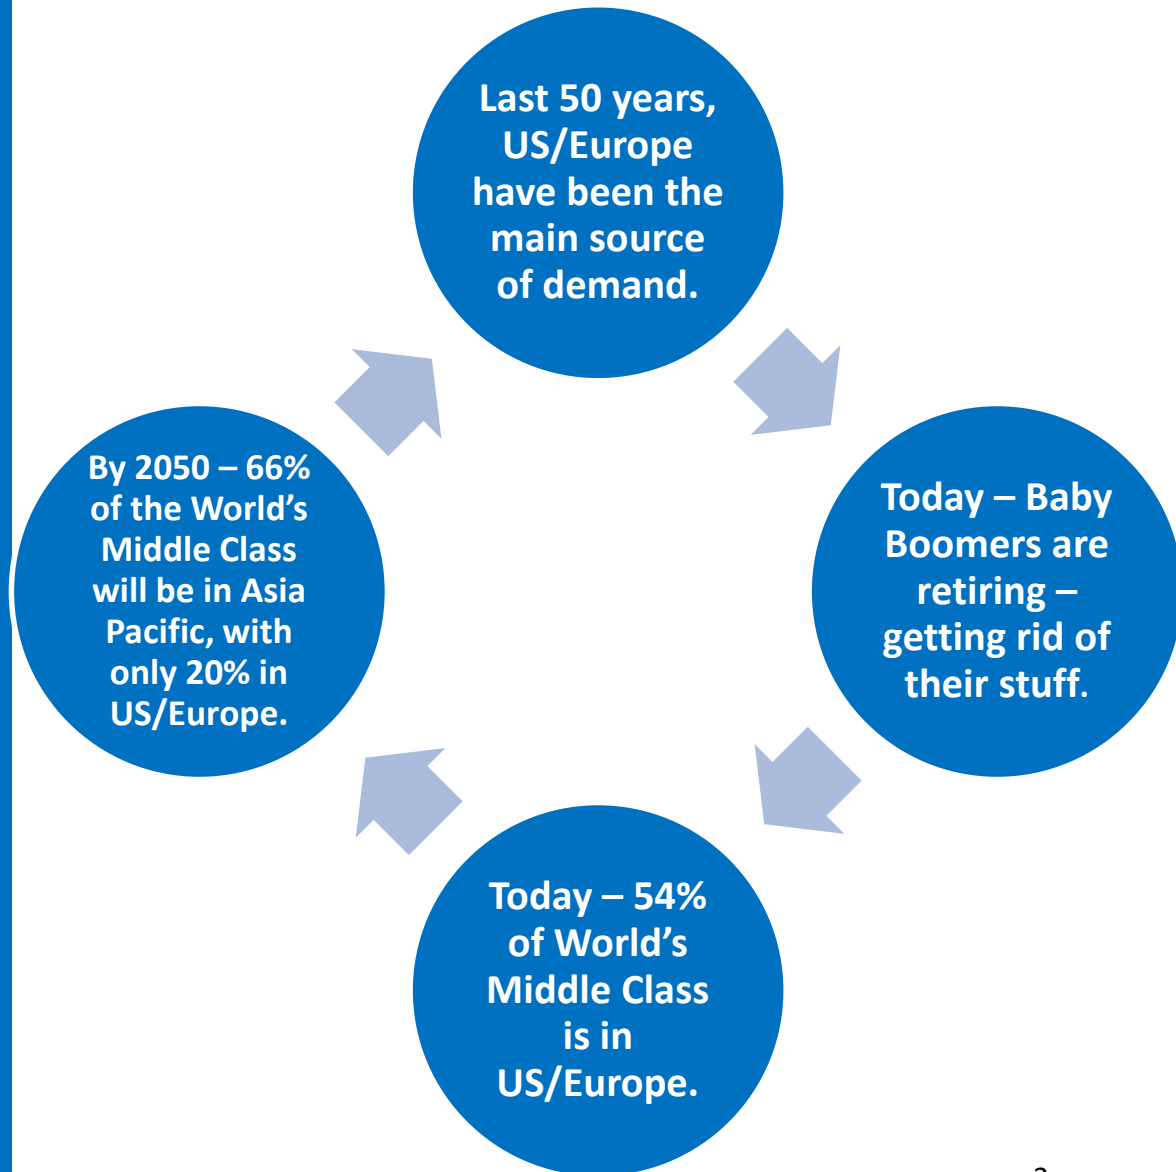 Last 50 years,
US/Europe
have been the
main source
of demand.
Today – Baby
Boomers are
retiring –
getting rid of
their stuff.
Today – 54%
of World's
Middle Class
is in
US/Europe.
By 2050 – 66%
of the World's
Middle Class
will be in Asia
Pacific, with
only 20% in
US/Europe.